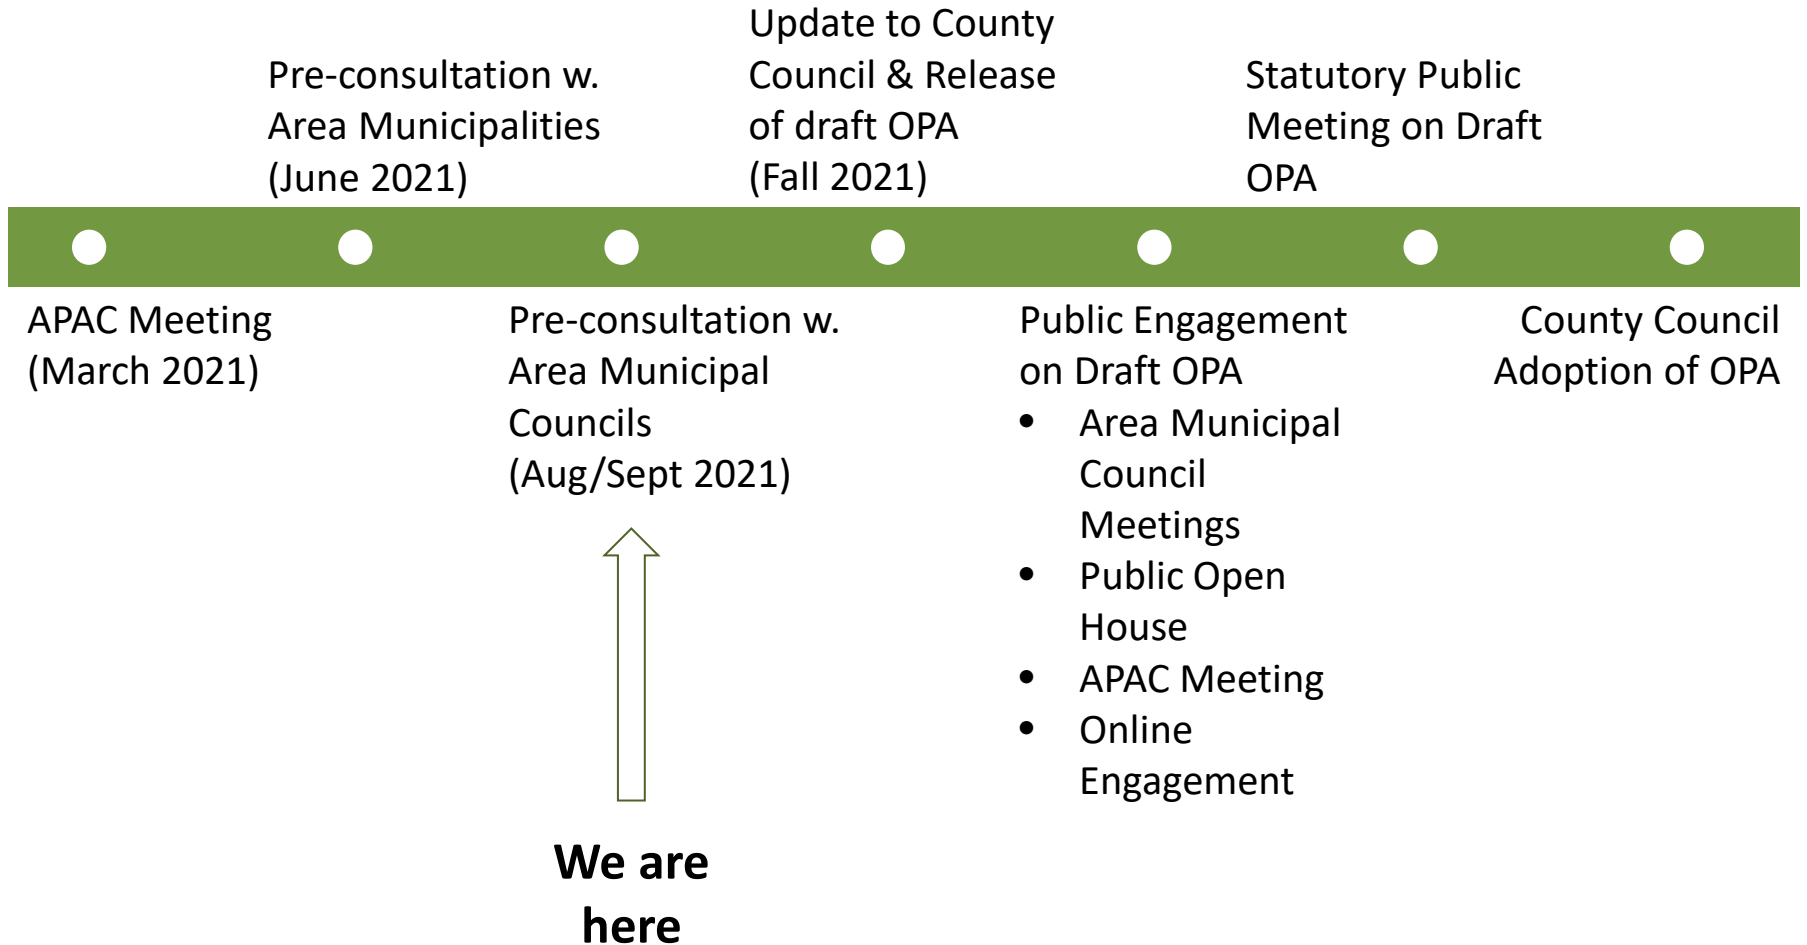 Pre-consultation w.
Area Municipalities
(June 2021)
Update to County
Council & Release
of draft OPA
(Fall 2021)
Statutory Public
Meeting on Draft
OPA
APAC Meeting
(March 2021)
Pre-consultation w.
Area Municipal
Councils
(Aug/Sept 2021)
Public Engagement
on Draft OPA
• Area Municipal
Council
Meetings
• Public Open
House
• APAC Meeting
• Online
Engagement
County Council
Adoption of OPA
We are
here